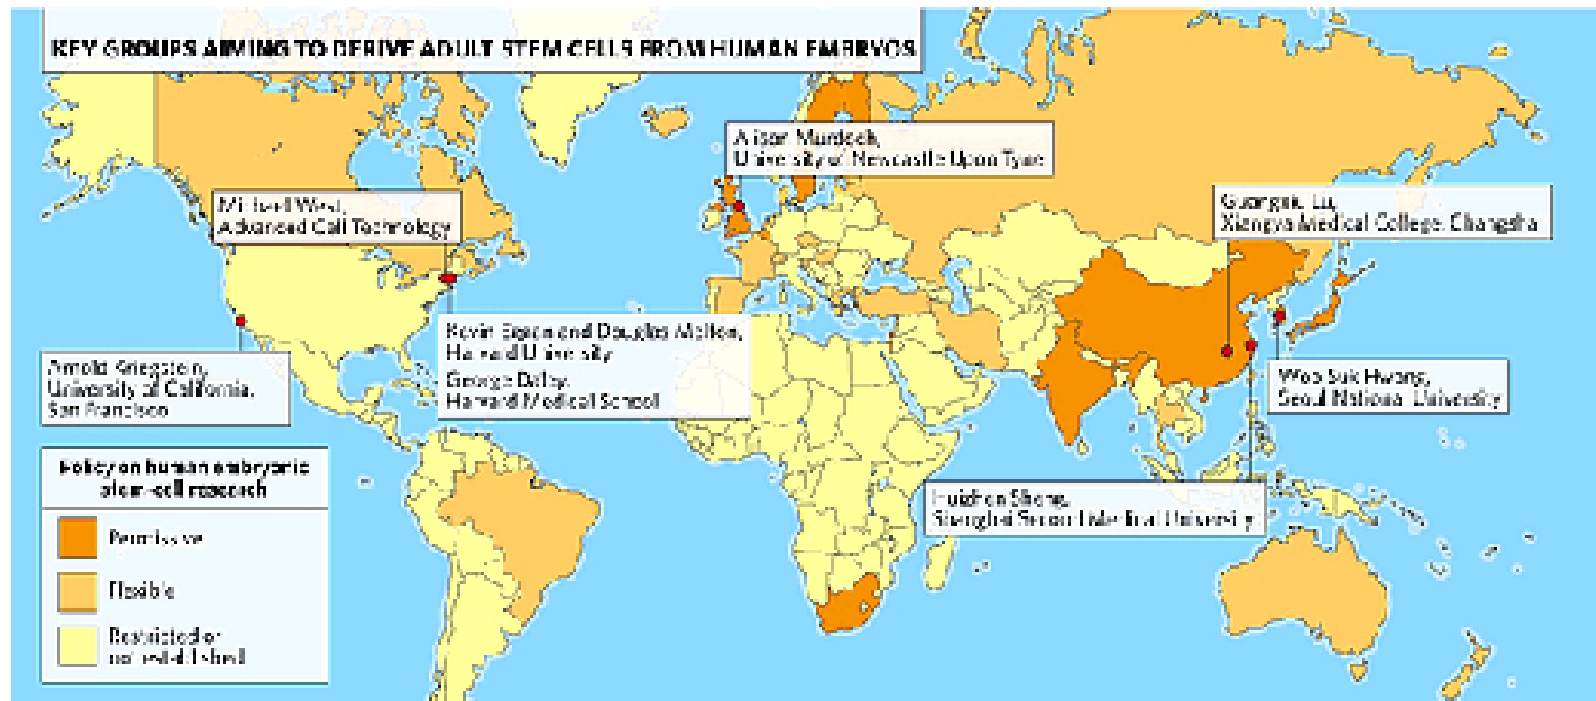 KEY GROUPS AIMING TO DERIVE ADULT STEM CELLS FROM HUMAN EMBRYOS
Alison Murdoch,
University of Newcastle Upon Tyne
Michael West,
Advanced Cell Technology
Guangxiu Lu,
Xiangya Medical College, Changsha
Kevin Eggan and Douglas Melton,
Harvard University
George Daley,
Harvard Medical School
Arnold Kriegstein,
University of California,
San Francisco
Woo Suk Hwang,
Seoul National University
Huizhen Sheng,
Shanghai Second Medical University
Policy on human embryonic
stem-cell research
Permissive
Flexible
Restricted or
not established